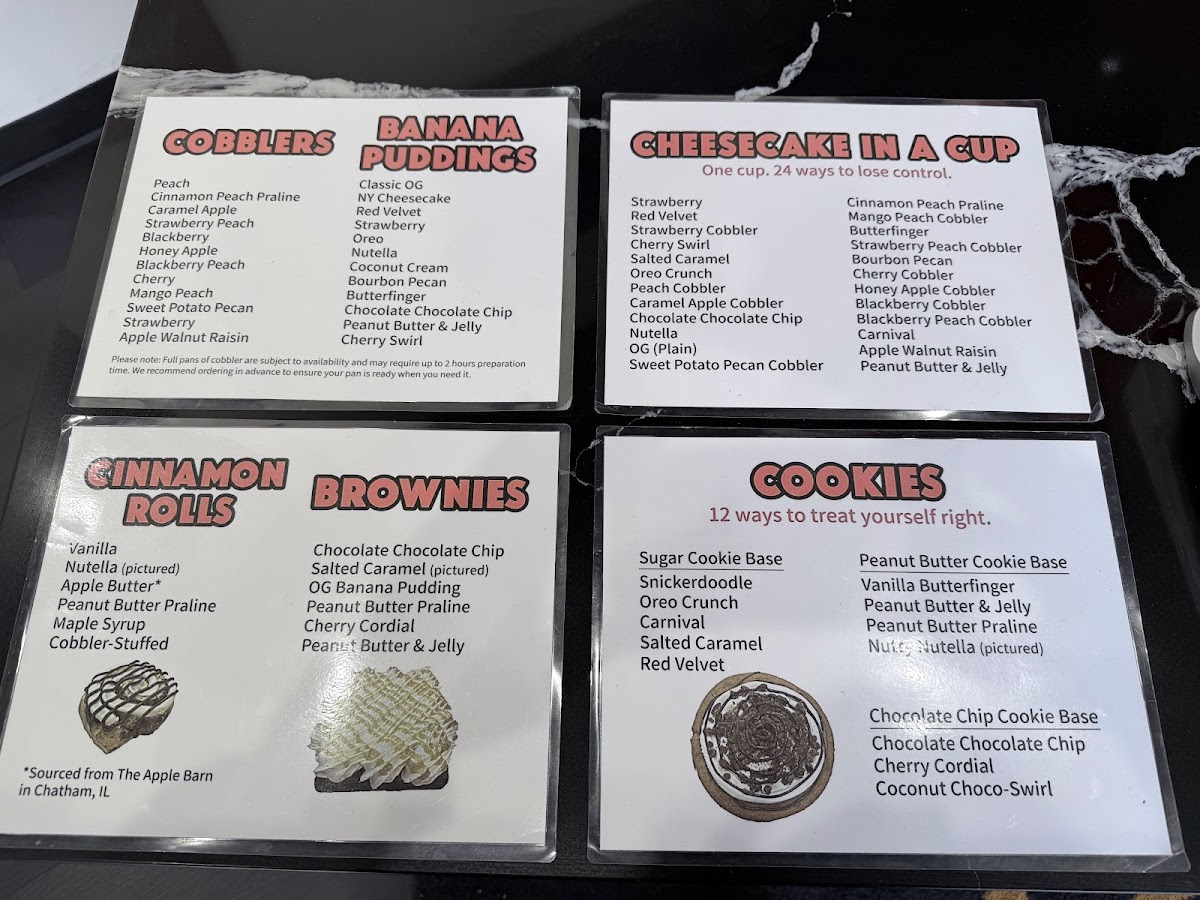 COBBLERS
Peach
Cinnamon Peach Praline
Caramel Apple
Strawberry Peach
Blackberry
Honey Apple
Blackberry Peach
Cherry
Mango Peach
Sweet Potato Pecan
Strawberry
Apple Walnut Raisin
BANANA
PUDDINGS
Classic OG
NY Cheesecake
Red Velvet
Strawberry
Oreo
Nutella
Coconut Cream
Bourbon Pecan
Butterfinger
Chocolate Chocolate Chip
Peanut Butter & Jelly
Cherry Swirl
Please note: Full pans of cobbler are subject to availability and may require up to 2 hours preparation
time. We recommend ordering in advance to ensure your pan is ready when you need it.
CHEESECAKE IN A CUP
One cup. 24 ways to lose control.
Strawberry
Red Velvet
Strawberry Cobbler
Cherry Swirl
Salted Caramel
Oreo Crunch
Peach Cobbler
Caramel Apple Cobbler
Chocolate Chocolate Chip
Nutella
OG (Plain)
Sweet Potato Pecan Cobbler
Cinnamon Peach Praline
Mango Peach Cobbler
Butterfinger
Strawberry Peach Cobbler
Bourbon Pecan
Cherry Cobbler
Honey Apple Cobbler
Blackberry Cobbler
Blackberry Peach Cobbler
Carnival
Apple Walnut Raisin
Peanut Butter & Jelly
CINNAMON
ROLLS
Vanilla
Nutella (pictured)
Apple Butter*
Peanut Butter Praline
Maple Syrup
Cobbler-Stuffed
*Sourced from The Apple Barn
in Chatham, IL
BROWNIES
Chocolate Chocolate Chip
Salted Caramel (pictured)
OG Banana Pudding
Peanut Butter Praline
Cherry Cordial
Peanut Butter & Jelly
COOKIES
12 ways to treat yourself right.
Sugar Cookie Base
Snickerdoodle
Oreo Crunch
Carnival
Salted Caramel
Red Velvet
Peanut Butter Cookie Base
Vanilla Butterfinger
Peanut Butter & Jelly
Peanut Butter Praline
Nutty Nutella (pictured)
Chocolate Chip Cookie Base
Chocolate Chocolate Chip
Cherry Cordial
Coconut Choco-Swirl